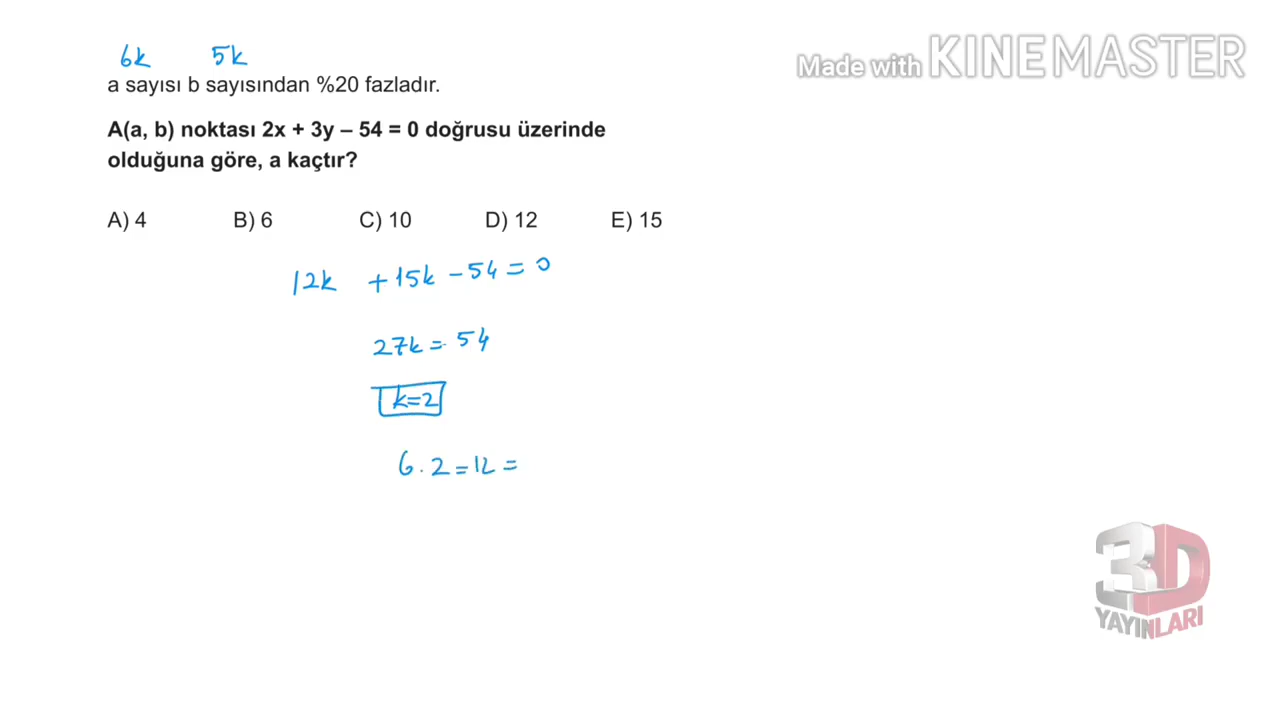 6k 5k
Made with KINEMASTER
a sayısı b sayısından %20 fazladır.
A(a, b) noktası 2x + 3y – 54 = 0 doğrusu üzerinde
olduğuna göre, a kaçtır?
A) 4 B) 6 C) 10 D) 12 E) 15
12k + 15k - 54 = 0
27k = 54
k=2
6.2=12=
3D
YAYINLARI